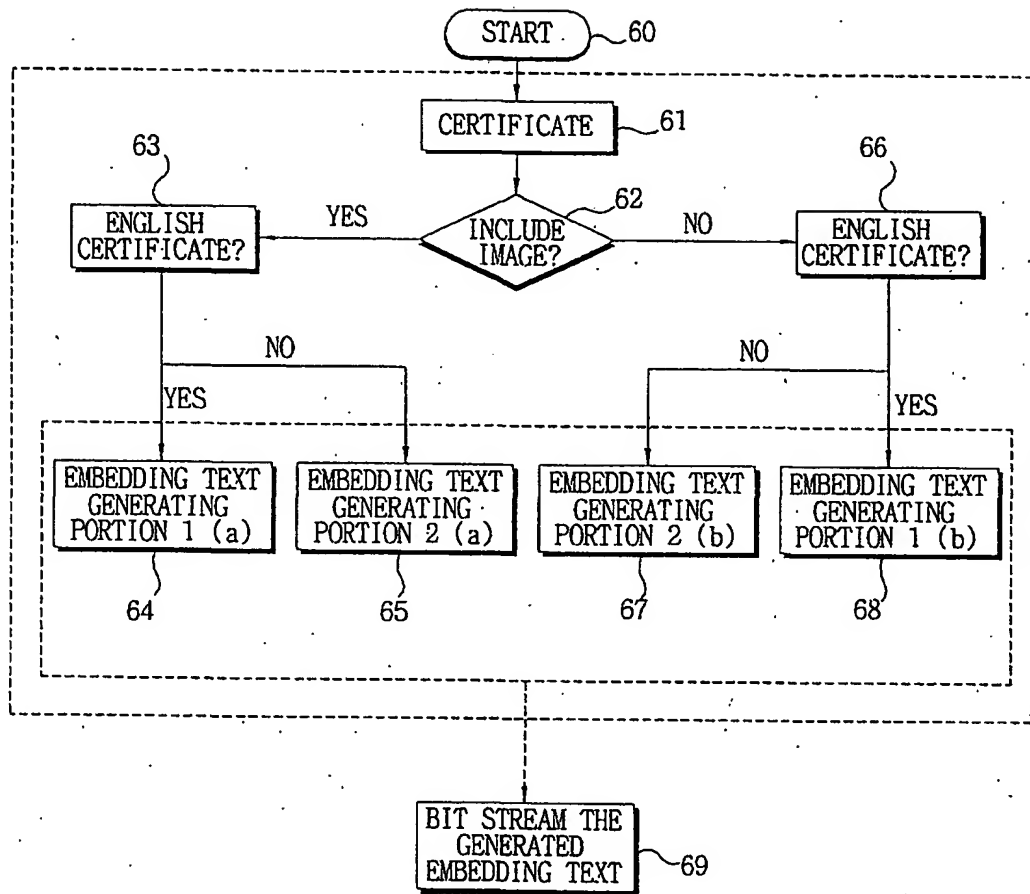 START
60
CERTIFICATE
61
63
66
62
ENGLISH
CERTIFICATE?
YES
INCLUDE
IMAGE?
NO
ENGLISH
CERTIFICATE?
NO
NO
YES
YES
EMBEDDING TEXT
GENERATING
PORTION 1 (a)
EMBEDDING TEXT
GENERATING
PORTION 2 (a)
EMBEDDING TEXT
GENERATING
PORTION 2 (b)
EMBEDDING TEXT
GENERATING
PORTION 1 (b)
64
65
67
68
BIT STREAM THE
GENERATED
EMBEDDING TEXT
69